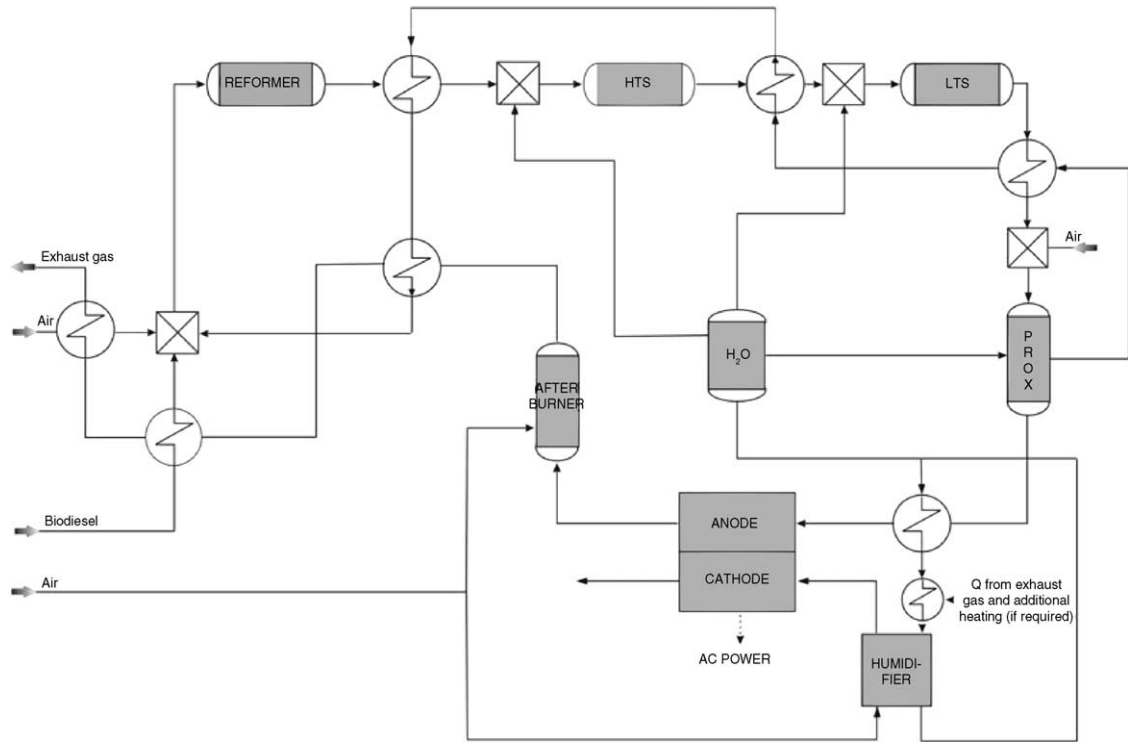 REFORMER
HTS
LTS
Exhaust gas
Air
Air
H₂O
P
R
O
X
AFTER
BURNER
Biodiesel
ANODE
Air
CATHODE
Q from exhaust
gas and additional
heating (if required)
AC POWER
HUMIDI-
FIER